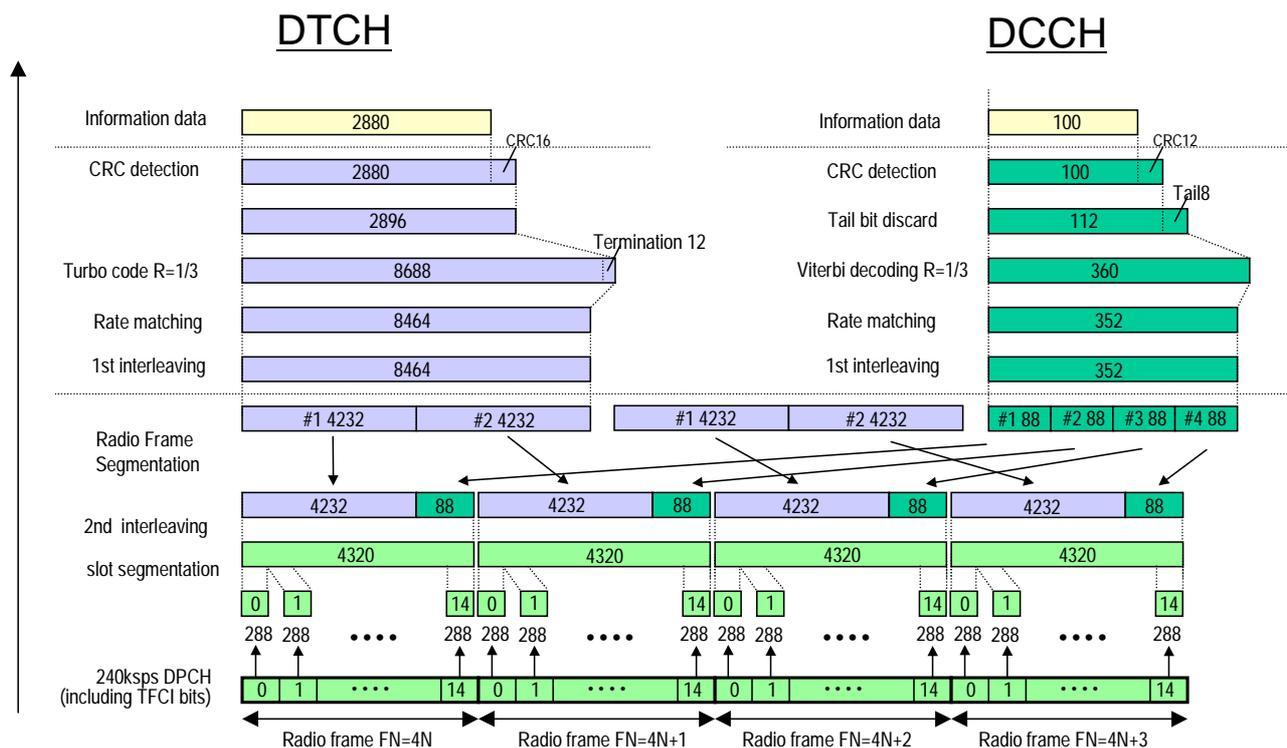 DTCH DCCH
Information data 2880 Information data 100
CRC16 CRC12
CRC detection 2880 CRC detection 100
Tail8
2896 Tail bit discard 112
Termination 12
Turbo code R=1/3 8688 Viterbi decoding R=1/3 360
Rate matching 8464 Rate matching 352
1st interleaving 8464 1st interleaving 352
#1 4232 #2 4232 #1 4232 #2 4232 #1 88 #2 88 #3 88 #4 88
Radio Frame
Segmentation
4232 88 4232 88 4232 88 4232 88
2nd interleaving
4320 4320 4320 4320
slot segmentation
0 1 14 0 1 14 0 1 14 0 1 14
288 288 •••• 288 288 288 •••• 288 288 288 •••• 288 288 288 •••• 288
240ksps DPCH
(including TFCI bits)
0 1 •••• 14 0 1 •••• 14 0 1 •••• 14 0 1 •••• 14
Radio frame FN=4N Radio frame FN=4N+1 Radio frame FN=4N+2 Radio frame FN=4N+3